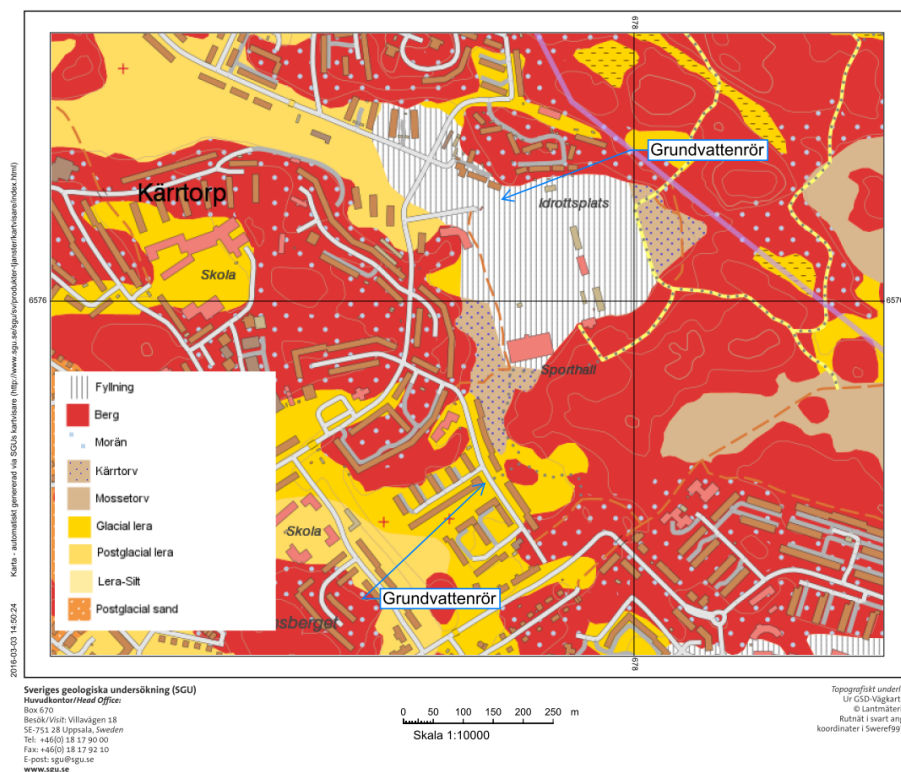 678
Grundvattenrör
Kärrtorp
Idrottsplats
Skola
6576
6576
Sporthall
Fyllning
Berg
Morän
Kärrtorv
Mossetorv
Glacial lera
Postglacial lera
Lera-Silt
Postglacial sand
Skola
Grundvattenrör
nsberget
678
Karta - automatiskt genererad via SGUs kartvisare (http://www.sgu.se/sgu/sv/produkter-tjanster/kartvisare/index.html)
2016-03-03 14:50:24
Sveriges geologiska undersökning (SGU)
Huvudkontor/Head Office:
Box 670
Besök/Visit: Villavägen 18
SE-751 28 Uppsala, Sweden
Tel: +46(0) 18 17 90 00
Fax: +46(0) 18 17 92 10
E-post: sgu@sgu.se
www.sgu.se
0 50 100 150 200 250 m
Skala 1:10000
Topografiskt underl
Ur GSD-Vägkart
© Lantmäteri
Rutnät i svart ang
koordinater i Sweref99